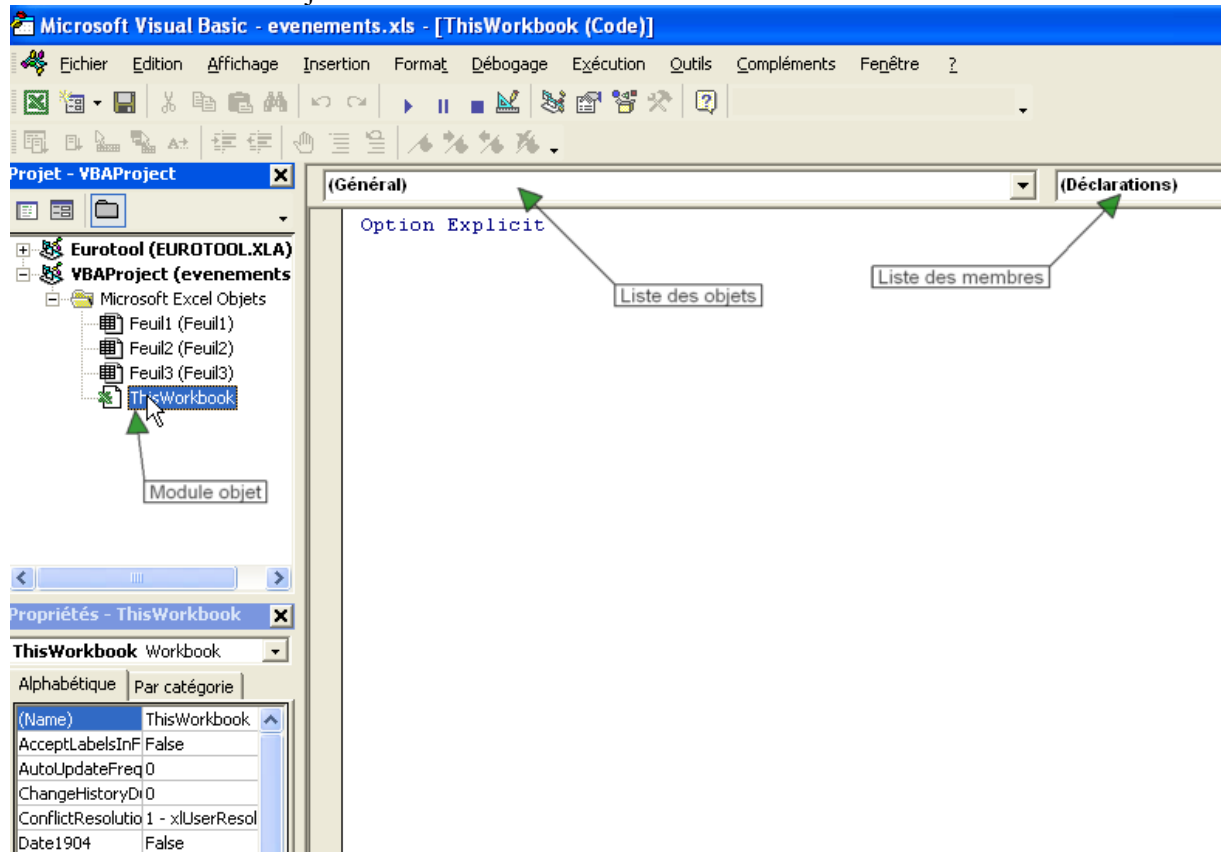 Microsoft Visual Basic - evenements.xls - [ThisWorkbook (Code)]
Fichier Edition Affichage Insertion Format Débogage Exécution Outils Compléments Fenêtre ?
Projet - VBAProject
(Général)
(Déclarations)
Option Explicit
Eurotool (EUROTOOL.XLA)
VBAProject (evenements
Microsoft Excel Objets
Feuil1 (Feuil1)
Feuil2 (Feuil2)
Feuil3 (Feuil3)
ThisWorkbook
Liste des objets
Liste des membres
Module objet
Propriétés - ThisWorkbook
ThisWorkbook Workbook
Alphabétique Par catégorie
(Name) ThisWorkbook
AcceptLabelsInF False
AutoUpdateFreq 0
ChangeHistoryDu 0
ConflictResolutio 1 - xlUserResol
Date1904 False